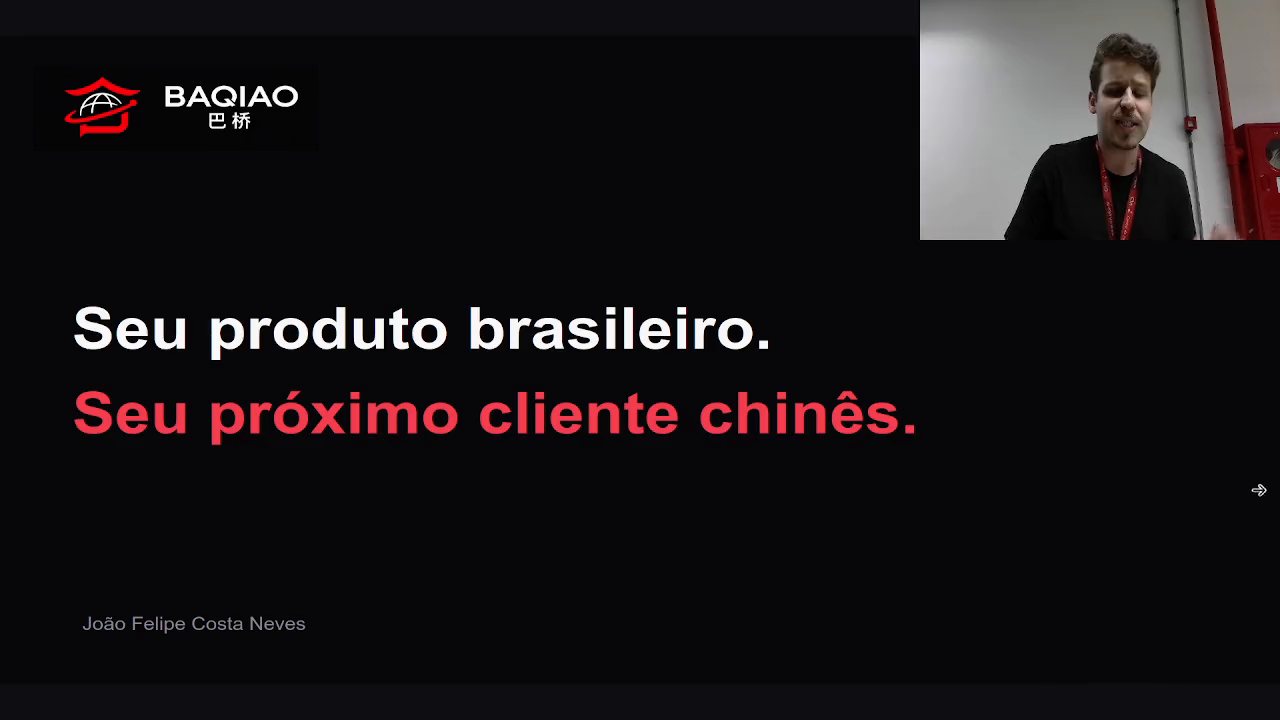 BAQIAO
巴桥
Seu produto brasileiro.
Seu próximo cliente chinês.
João Felipe Costa Neves